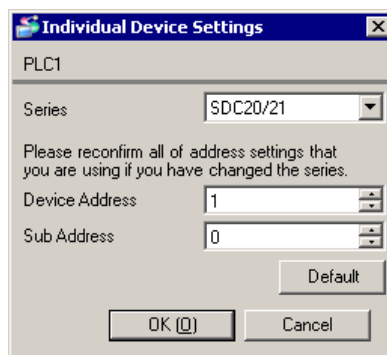 Individual Device Settings
PLC1
Series SDC20/21
Please reconfirm all of address settings that
you are using if you have changed the series.
Device Address 1
Sub Address 0
Default
OK (O) Cancel